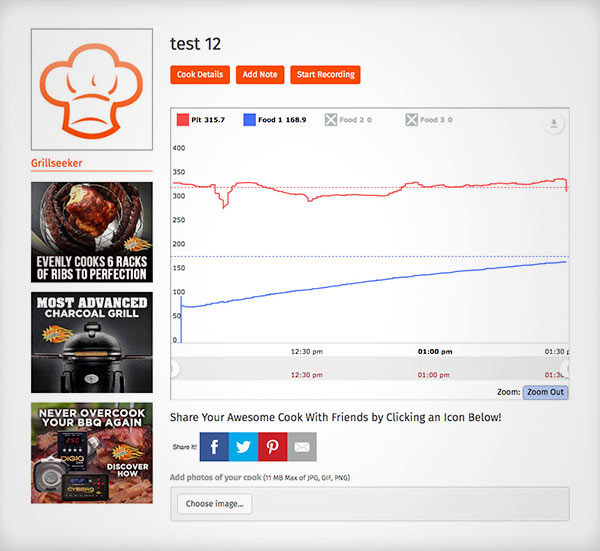 test 12
Cook Details
Add Note
Start Recording
Grillseeker
EVENLY COOKS 6 RACKS
OF RIBS TO PERFECTION
MOST ADVANCED
CHARCOAL GRILL
NEVER OVERCOOK
YOUR BBQ AGAIN
DIGIQ
CYBERQ
DISCOVER
HOW
Pit 315.7
Food 1 168.9
Food 2 0
Food 3 0
400
350
300
250
200
150
100
50
0
12:30 pm
01:00 pm
01:30 p
12:30 pm
01:00 pm
01:30
Zoom:
Zoom Out
Share Your Awesome Cook With Friends by Clicking an Icon Below!
Share It!
Add photos of your cook (11 MB Max of JPG, GIF, PNG)
Choose image...